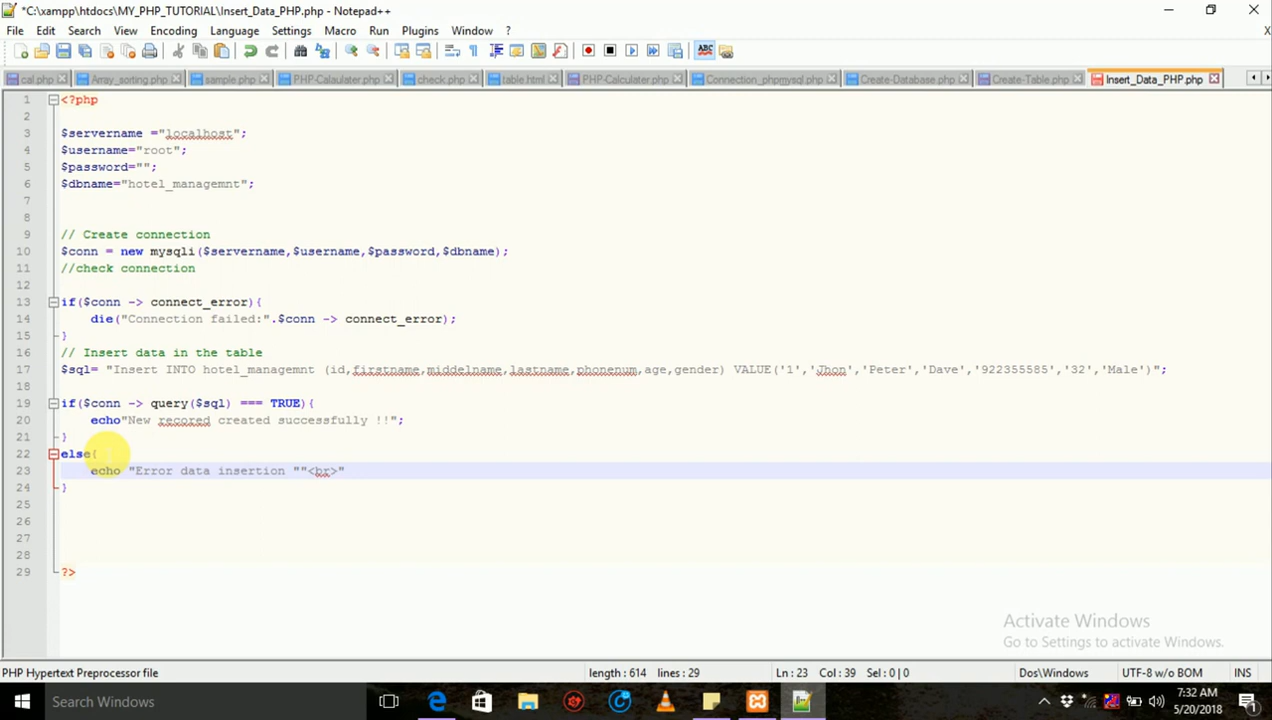 *C:\xampp\htdocs\MY_PHP_TUTORIAL\Insert_Data_PHP.php - Notepad++
File Edit Search View Encoding Language Settings Macro Run Plugins Window ? X
ABC
cal.php Array_sorting.php sample.php PHP-Calaulater.php check.php table.html PHP-Calculater.php Connection_phpmysql.php Create-Database.php Create-Table.php Insert_Data_PHP.php
1 <?php
2
3 $servername ="localhost";
4 $username="root";
5 $password="";
6 $dbname="hotel_managemnt";
7
8
9 // Create connection
10 $conn = new mysqli($servername,$username,$password,$dbname);
11 //check connection
12
13 if($conn -> connect_error){
14 die("Connection failed:".$conn -> connect_error);
15 }
16 // Insert data in the table
17 $sql= "Insert INTO hotel_managemnt (id,firstname,middelname,lastname,phonenum,age,gender) VALUE('1','Jhon','Peter','Dave','922355585','32','Male')";
18
19 if($conn -> query($sql) === TRUE){
20 echo"New recored created successfully !!";
21 }
22 else{
23 echo "Error data insertion ""<br>"
24 }
25
26
27
28
29 ?>
Activate Windows
Go to Settings to activate Windows.
PHP Hypertext Preprocessor file length : 614 lines : 29 Ln : 23 Col : 39 Sel : 0 | 0 Dos\Windows UTF-8 w/o BOM INS
Search Windows
7:32 AM
5/20/2018
1